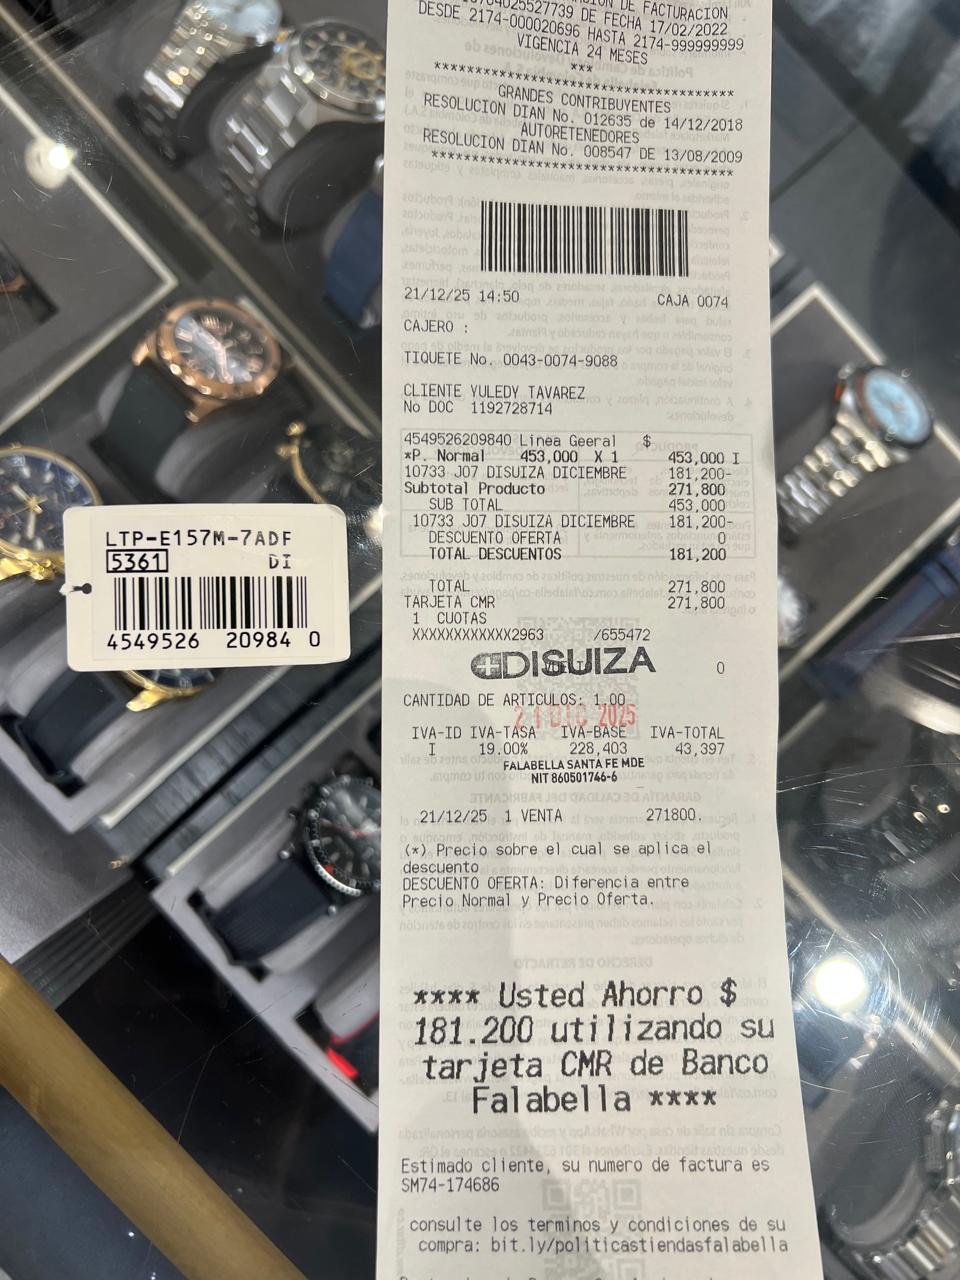 DE FACTURACION
DE FECHA 17/02/2022
DESDE 2174-000020696 HASTA 2174-999999999
VIGENCIA 24 MESES
***
**********************************
GRANDES CONTRIBUYENTES
RESOLUCION DIAN No. 012635 de 14/12/2018
AUTORETENEDORES
RESOLUCION DIAN No. 008547 DE 13/08/2009
**********************************
21/12/25 14:50 CAJA 0074
CAJERO :
TIQUETE No. 0043-0074-9088
CLIENTE YULEDY TAVAREZ
No DOC 1192728714
4549526209840 Linea Geeral $
*P. Normal 453,000 X 1 453,000 I
10733 J07 DISUIZA DICIEMBRE 181,200-
Subtotal Producto 271,800
SUB TOTAL 453,000
10733 J07 DISUIZA DICIEMBRE 181,200-
DESCUENTO OFERTA 0
TOTAL DESCUENTOS 181,200
TOTAL 271,800
TARJETA CMR 271,800
1 CUOTAS
XXXXXXXXXXXX2963 /655472
DISUIZA 0
CANTIDAD DE ARTICULOS: 1.00
21 DIC 2025
IVA-ID IVA-TASA IVA-BASE IVA-TOTAL
I 19.00% 228,403 43,397
FALABELLA SANTA FE MDE
NIT 860501746-6
21/12/25 1 VENTA 271800.
(*) Precio sobre el cual se aplica el
descuento
DESCUENTO OFERTA: Diferencia entre
Precio Normal y Precio Oferta.
**** Usted Ahorro $
181.200 utilizando su
tarjeta CMR de Banco
Falabella ****
Estimado cliente, su numero de factura es
SM74-174686
consulte los terminos y condiciones de su
compra: bit.ly/politicastiendasfalabella
LTP-E157M-7ADF
5361 DI
4549526 20984 0